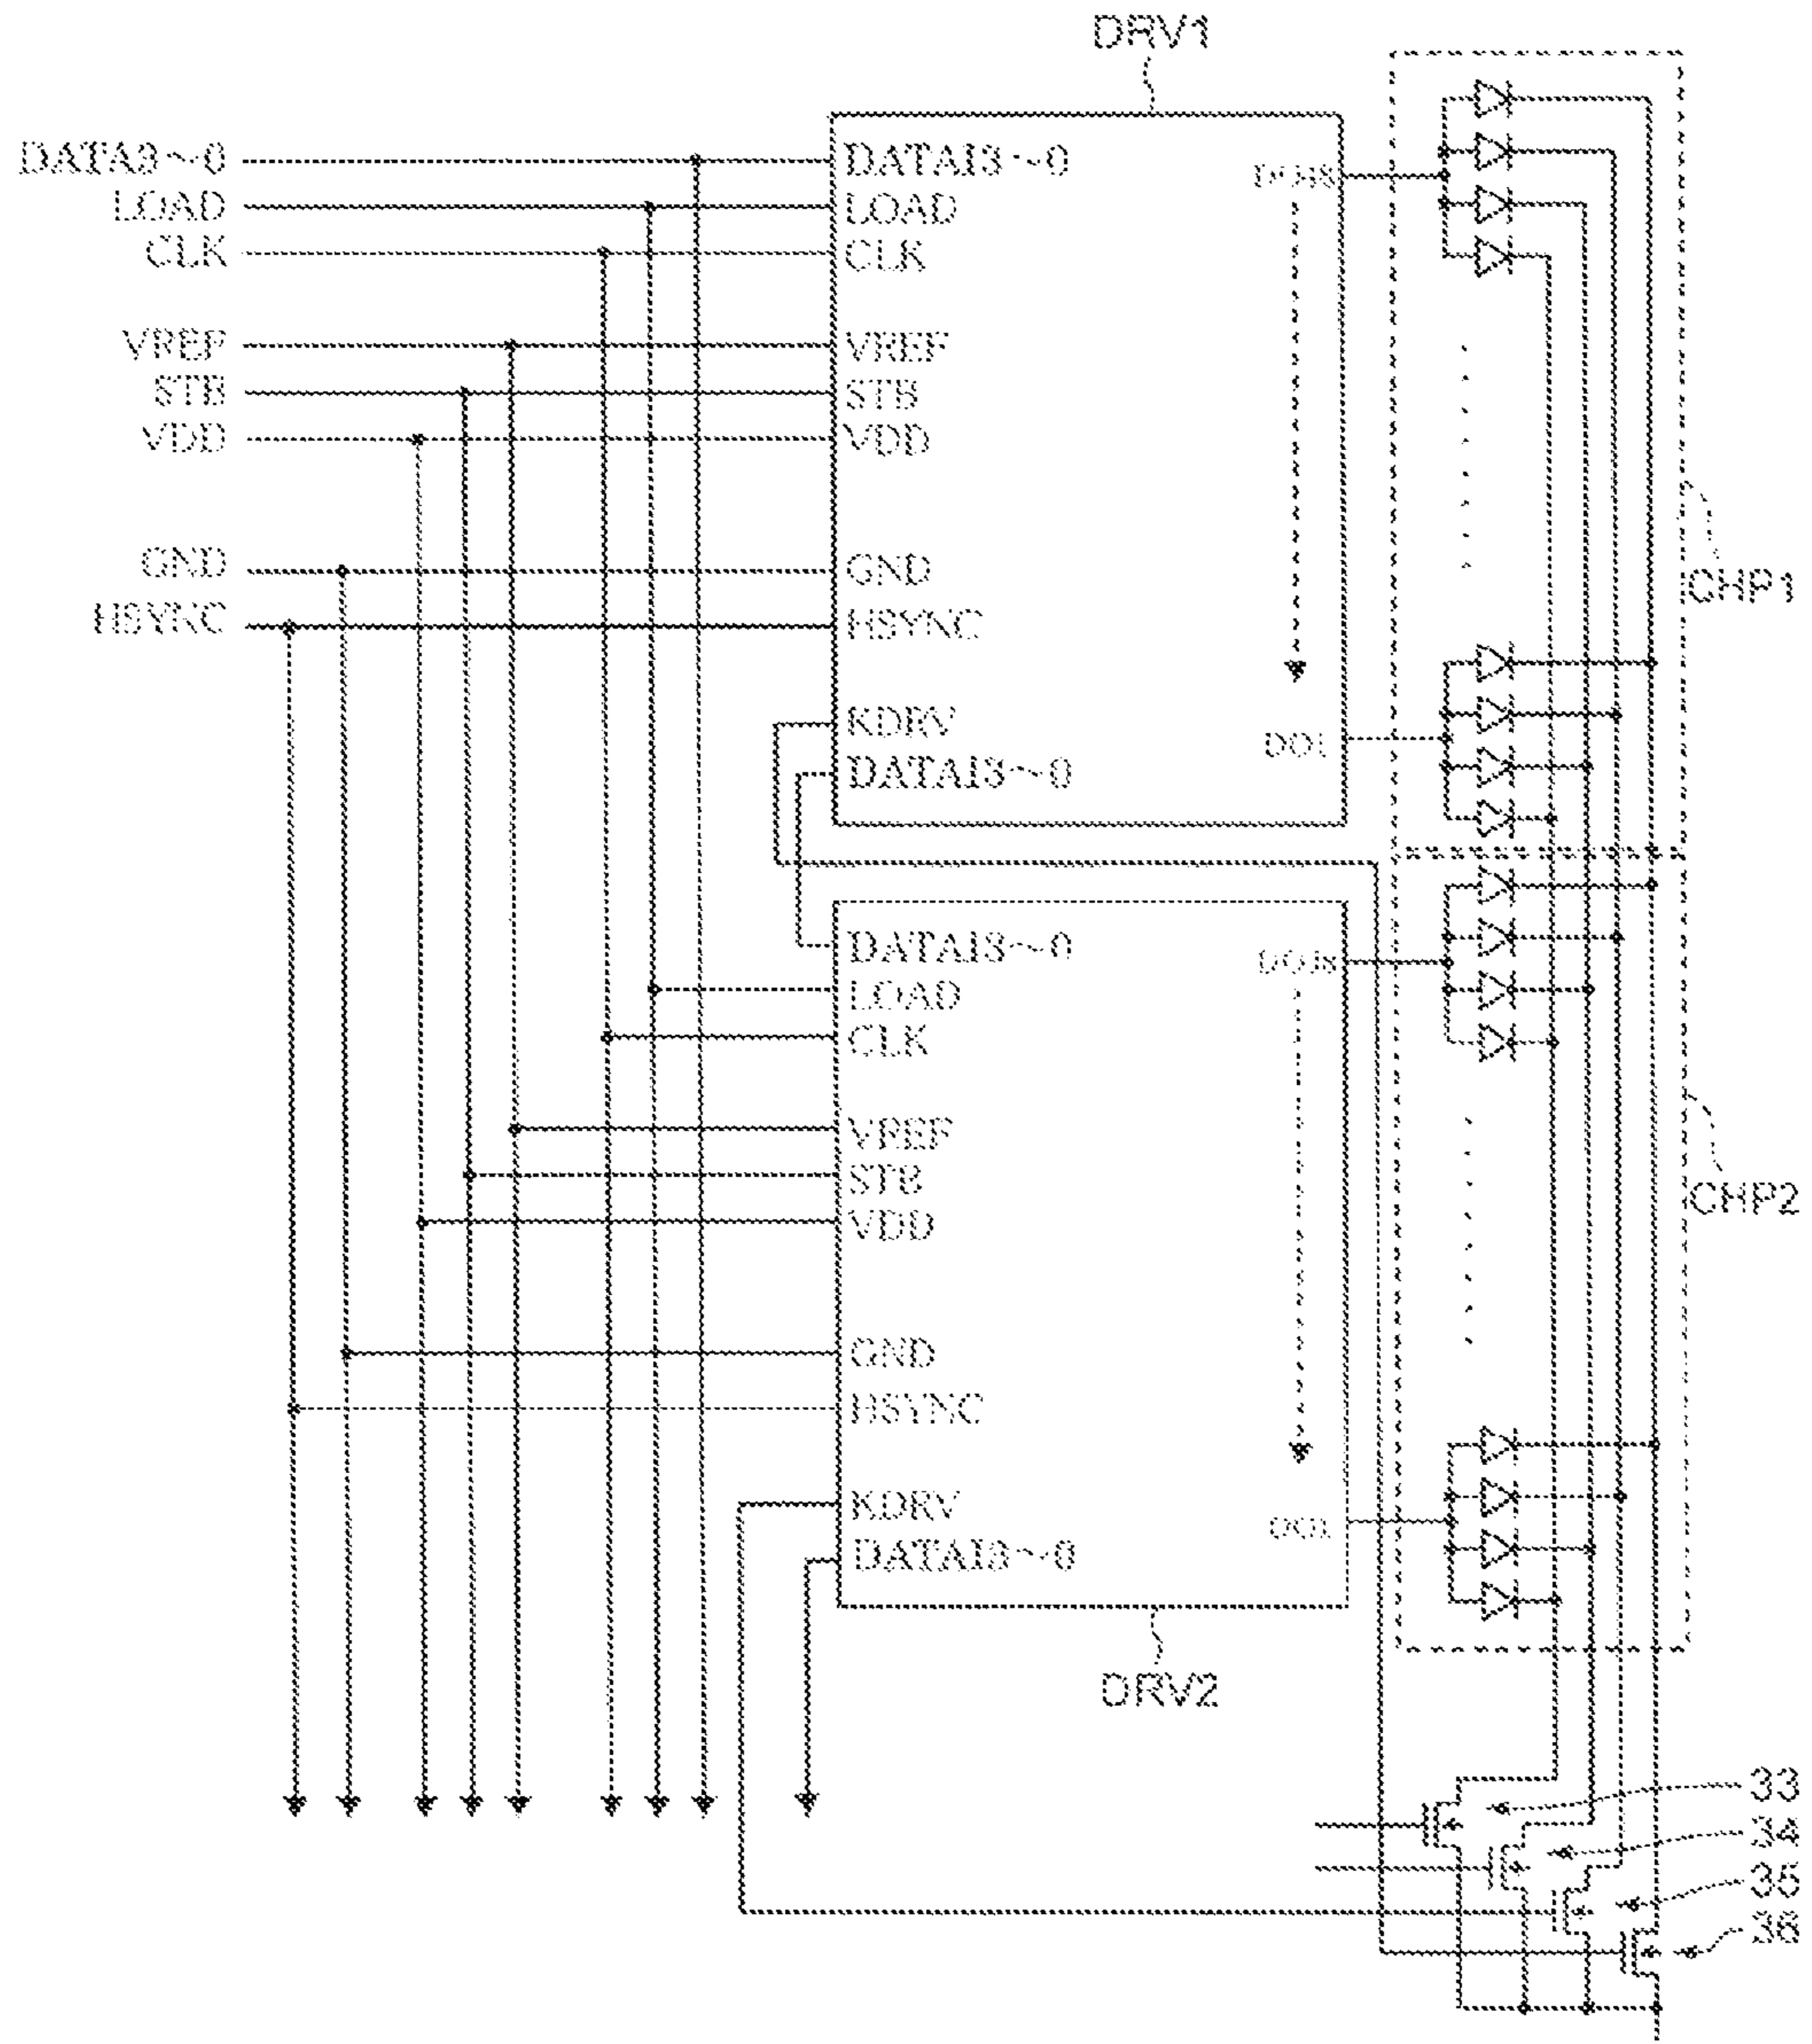 DRV1
DATA3～0
LOAD
CLK
VREF
STB
VDD
GND
HSYNC
DATAI3～0
LOAD
CLK
VREF
STB
VDD
GND
HSYNC
KDRV
DATAI3～0
DO1
CHP1
DATAI3～0
LOAD
CLK
VREF
STB
VDD
GND
HSYNC
KDRV
DATAI3～0
CHP2
DRV2
33
34
35
36